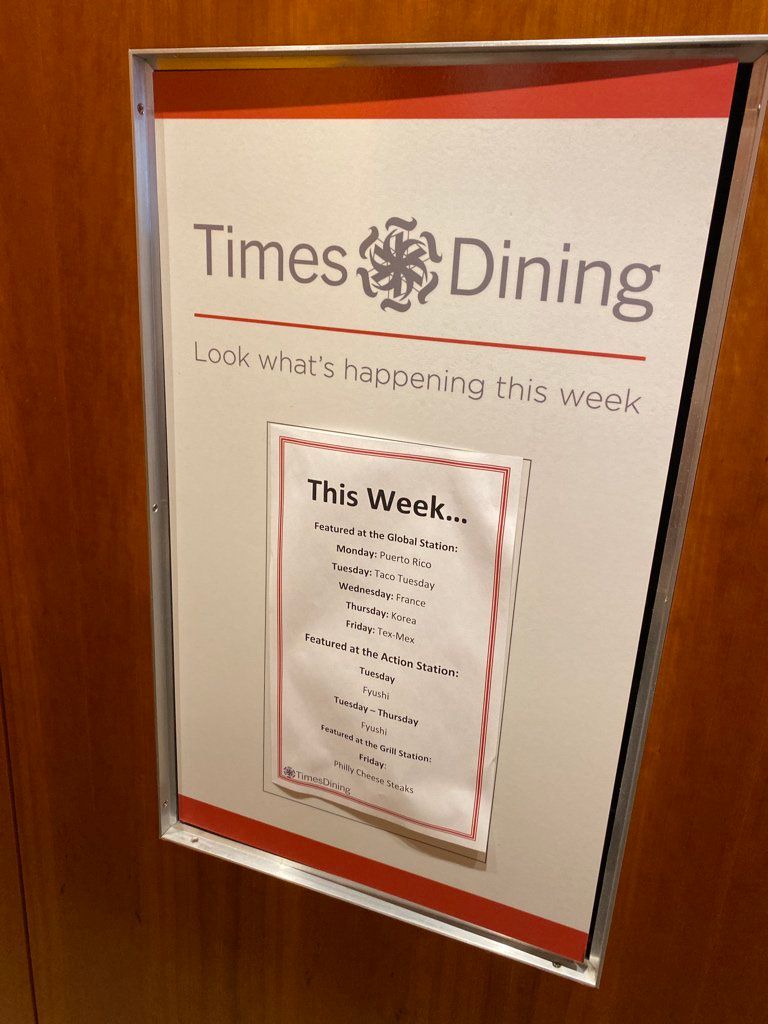 Times Dining
Look what's happening this week
This Week...
Featured at the Global Station:
Monday: Puerto Rico
Tuesday: Taco Tuesday
Wednesday: France
Thursday: Korea
Friday: Tex-Mex
Featured at the Action Station:
Tuesday
Fyushi
Tuesday – Thursday
Fyushi
Featured at the Grill Station:
Friday:
Philly Cheese Steaks
TimesDining